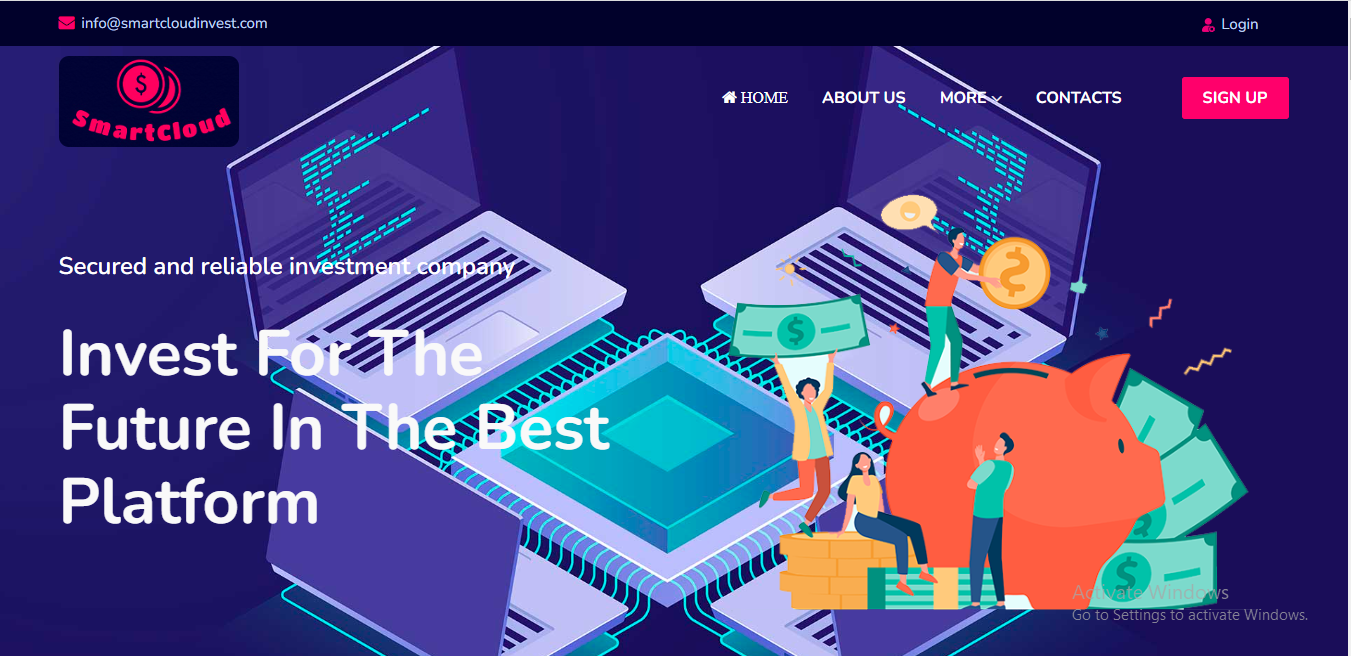 info@smartcloudinvest.com
Login
$
SmartCloud
HOME
ABOUT US
MORE
CONTACTS
SIGN UP
Secured and reliable investment company
Invest For The
Future In The Best
Platform
$
$
$
Activate Windows
Go to Settings to activate Windows.